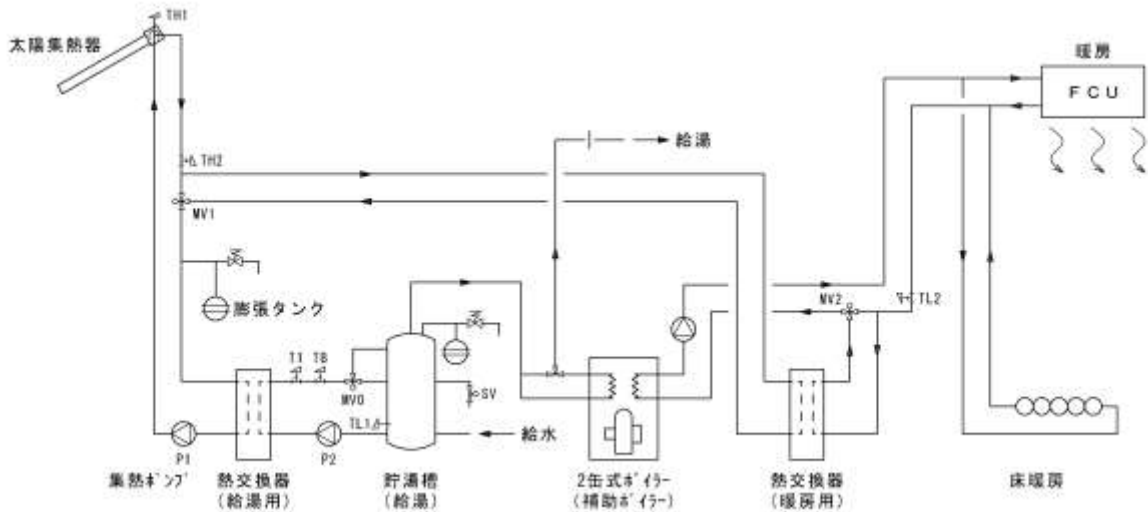 TH1
太陽集熱器
暖房
FCU
給湯
TH2
MV1
膨張タンク
MV2
TL2
T1
T8
MV0
SV
TL1
給水
P1
P2
集熱ポンプ
熱交換器
(給湯用)
貯湯槽
(給湯)
2缶式ボイラー
(補助ボイラー)
熱交換器
(暖房用)
床暖房